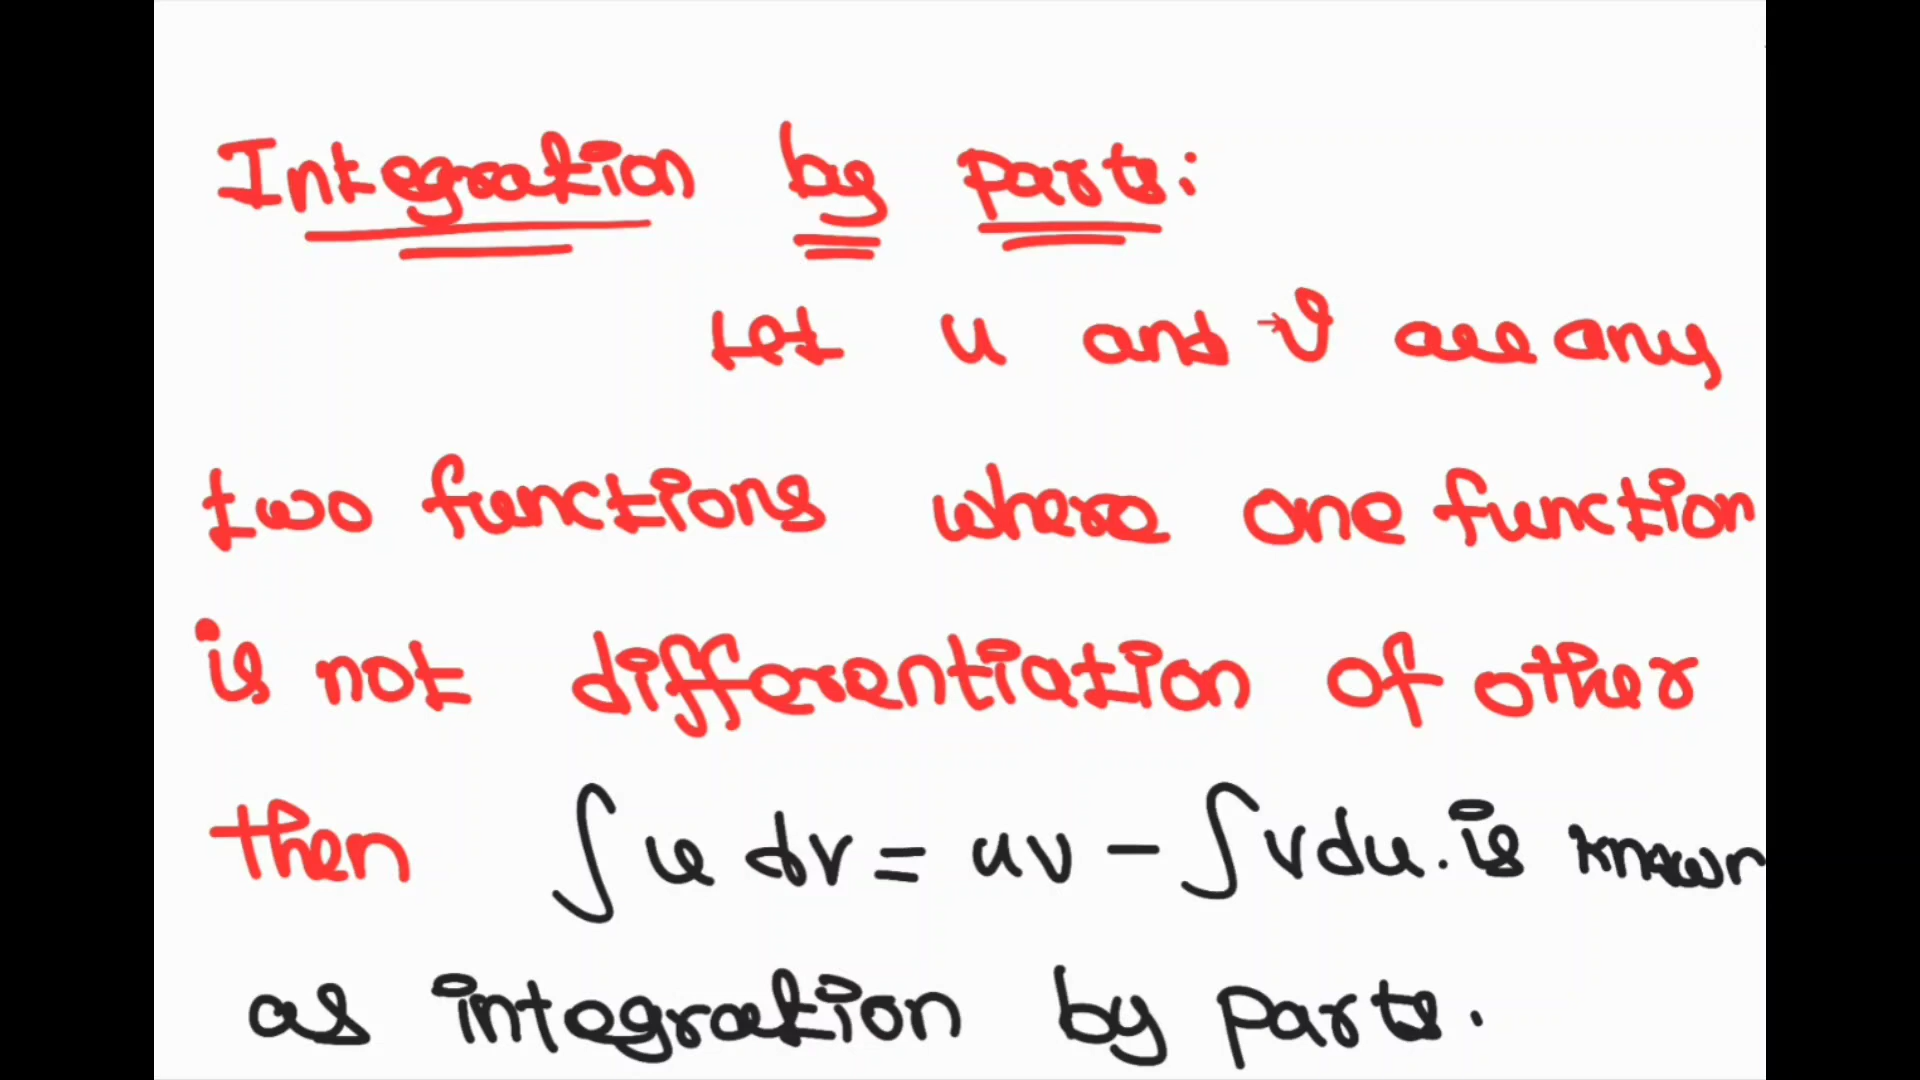 Integration by parts:
Let u and v are any
two functions where one function
is not differentiation of other
then ∫u dv = uv - ∫v du. is known
as integration by parts.